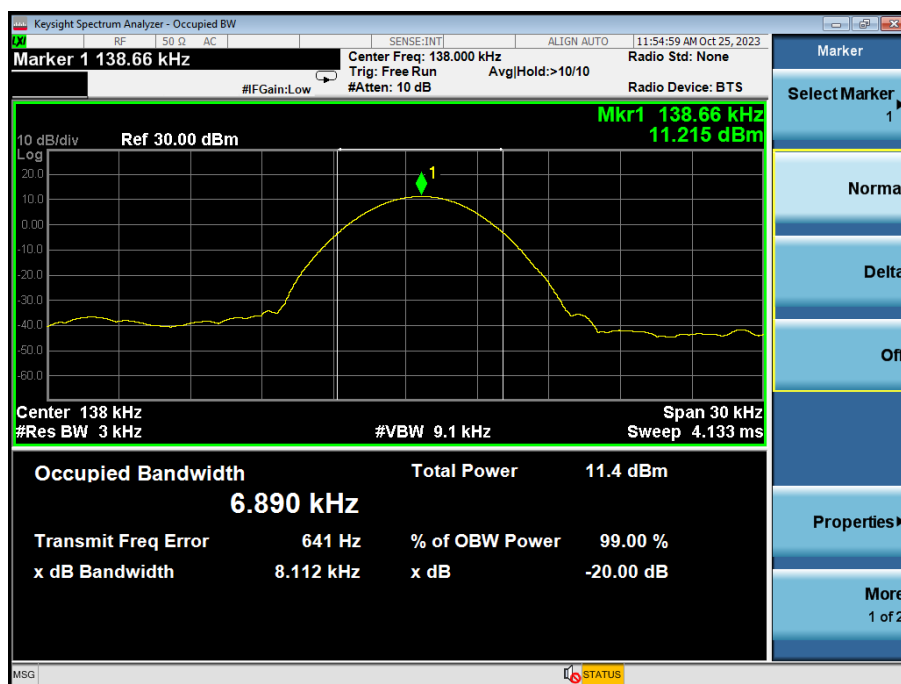 Keysight Spectrum Analyzer - Occupied BW
LXI RF 50 Ω AC SENSE:INT ALIGN AUTO 11:54:59 AM Oct 25, 2023
Marker 1 138.66 kHz
Center Freq: 138.000 kHz
Radio Std: None
Trig: Free Run Avg|Hold:>10/10
#IFGain:Low #Atten: 10 dB
Radio Device: BTS
Mkr1 138.66 kHz
11.215 dBm
10 dB/div Ref 30.00 dBm
Log
20.0
10.0
0.00
-10.0
-20.0
-30.0
-40.0
-50.0
-60.0
1
Center 138 kHz Span 30 kHz
#Res BW 3 kHz #VBW 9.1 kHz Sweep 4.133 ms
Occupied Bandwidth Total Power 11.4 dBm
6.890 kHz
Transmit Freq Error 641 Hz % of OBW Power 99.00 %
x dB Bandwidth 8.112 kHz x dB -20.00 dB
Marker
Select Marker
1
Norma
Delta
Off
Properties
More
1 of 2
MSG STATUS